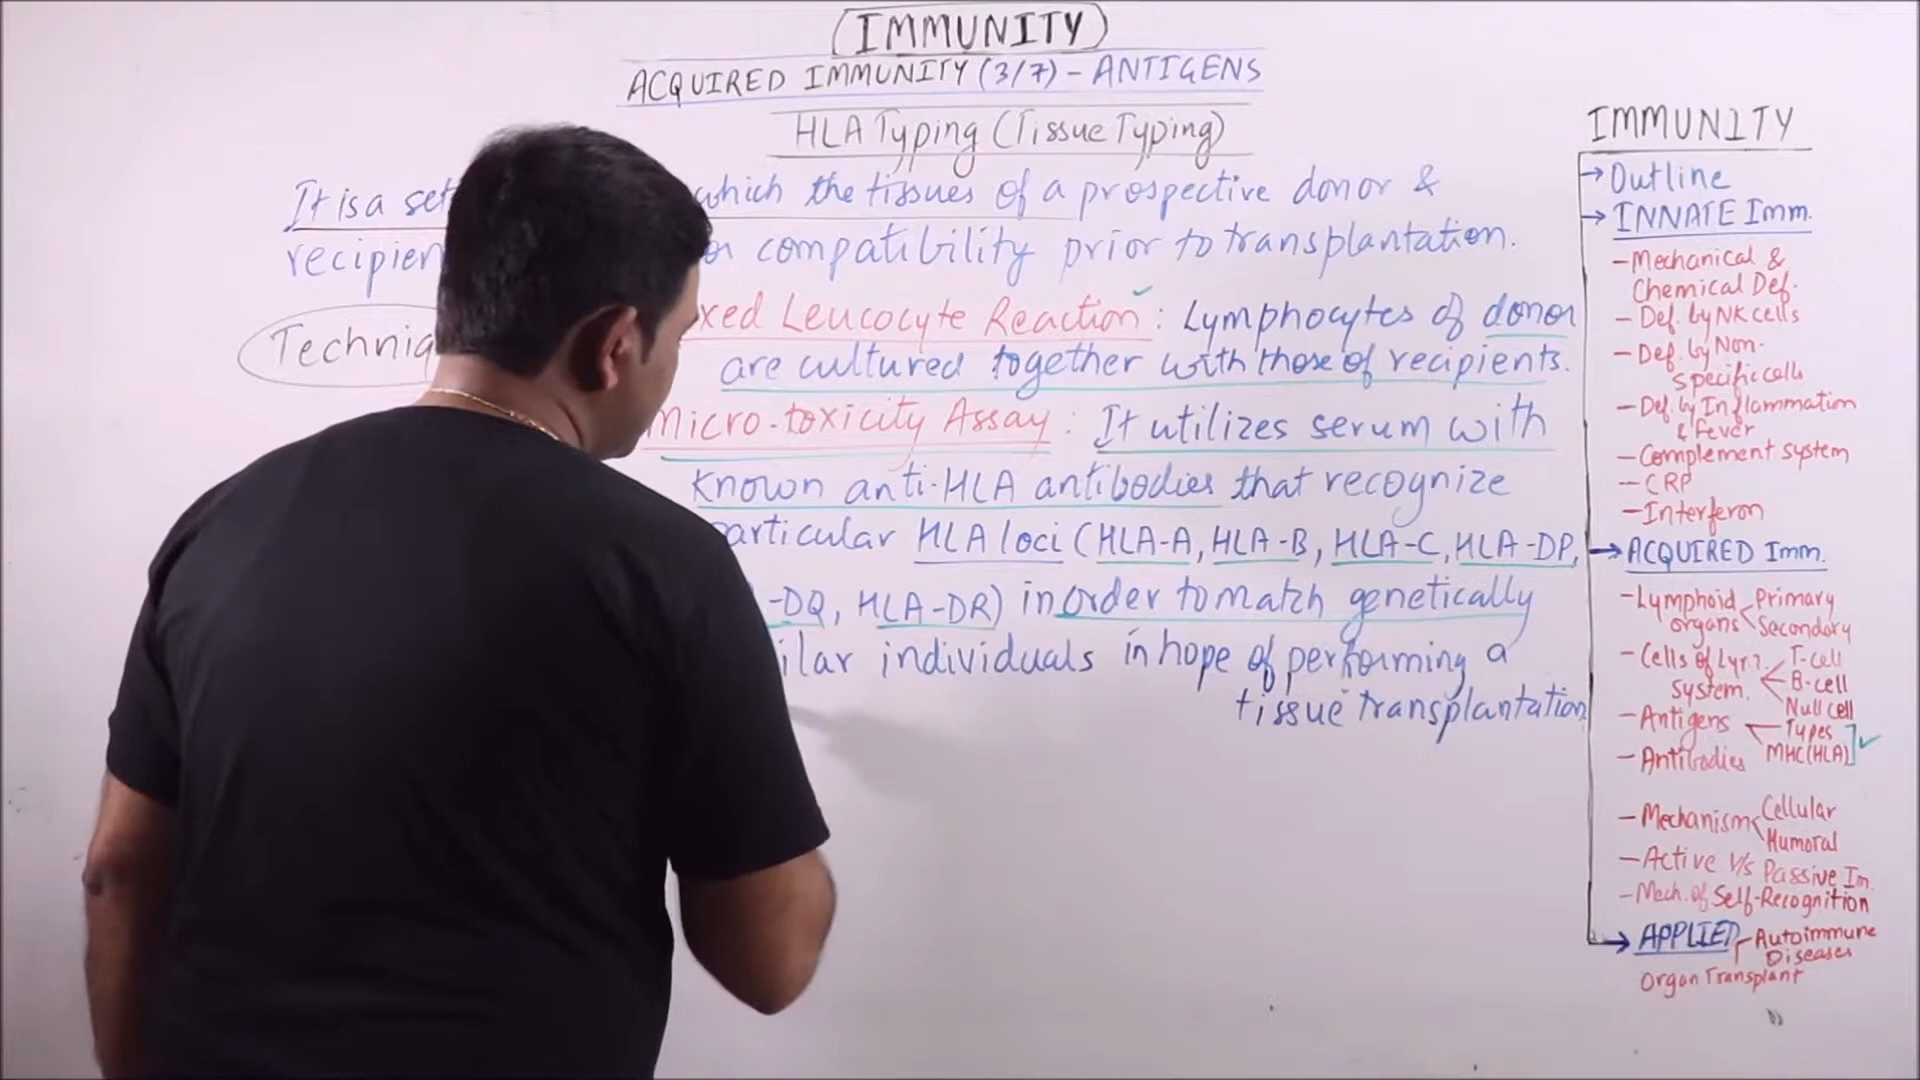 (IMMUNITY)
ACQUIRED IMMUNITY (3/7) - ANTIGENS
HLA Typing (Tissue Typing)
It is a set which the tissues of a prospective donor &
recipien compatibility prior to transplantation.
Techniq
xed Leucocyte Reaction : Lymphocytes of donor
are cultured together with those of recipients.
Micro-toxicity Assay : It utilizes serum with
known anti-HLA antibodies that recognize
articular HLA loci (HLA-A, HLA-B, HLA-C, HLA-DP,
-DQ, HLA-DR) in order to match genetically
ilar individuals in hope of performing a
tissue transplantation
IMMUNITY
→ Outline
→ INNATE Imm.
- Mechanical &
Chemical Def.
- Def. by NK cells
- Def. by Non-
specific cells
- Def. by Inflammation
& fever
- Complement system
- CRP
- Interferon
→ ACQUIRED Imm.
- Lymphoid organs < Primary
Secondary
- Cells of system. T-cell
B-cell
Null cell
- Antigens - Types
MHC (HLA) ✓
- Antibodies
- Mechanism < Cellular
Humoral
- Active V/s Passive Im.
- Mech. of Self-Recognition
→ APPLIED Autoimmune
Diseases
Organ Transplant